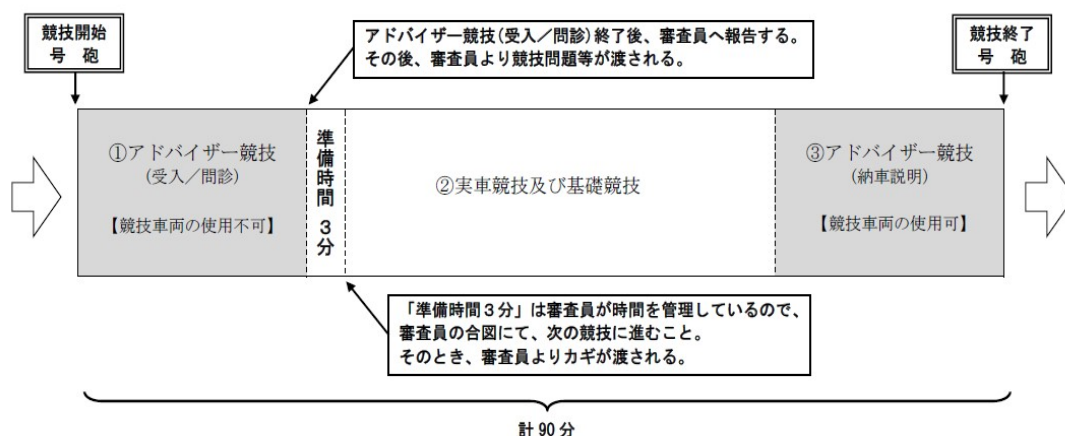 競技開始
号　砲
アドバイザー競技(受入／問診)終了後、審査員へ報告する。
その後、審査員より競技問題等が渡される。
競技終了
号　砲
①アドバイザー競技
(受入／問診)
【競技車両の使用不可】
準備時間　３分
②実車競技及び基礎競技
③アドバイザー競技
(納車説明)
【競技車両の使用可】
「準備時間３分」は審査員が時間を管理しているので、
審査員の合図にて、次の競技に進むこと。
そのとき、審査員よりカギが渡される。
計 90 分